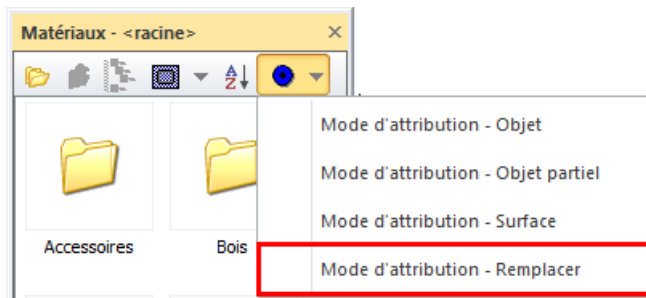 Matériaux - <racine>
Mode d'attribution - Objet
Mode d'attribution - Objet partiel
Mode d'attribution - Surface
Mode d'attribution - Remplacer
Accessoires
Bois